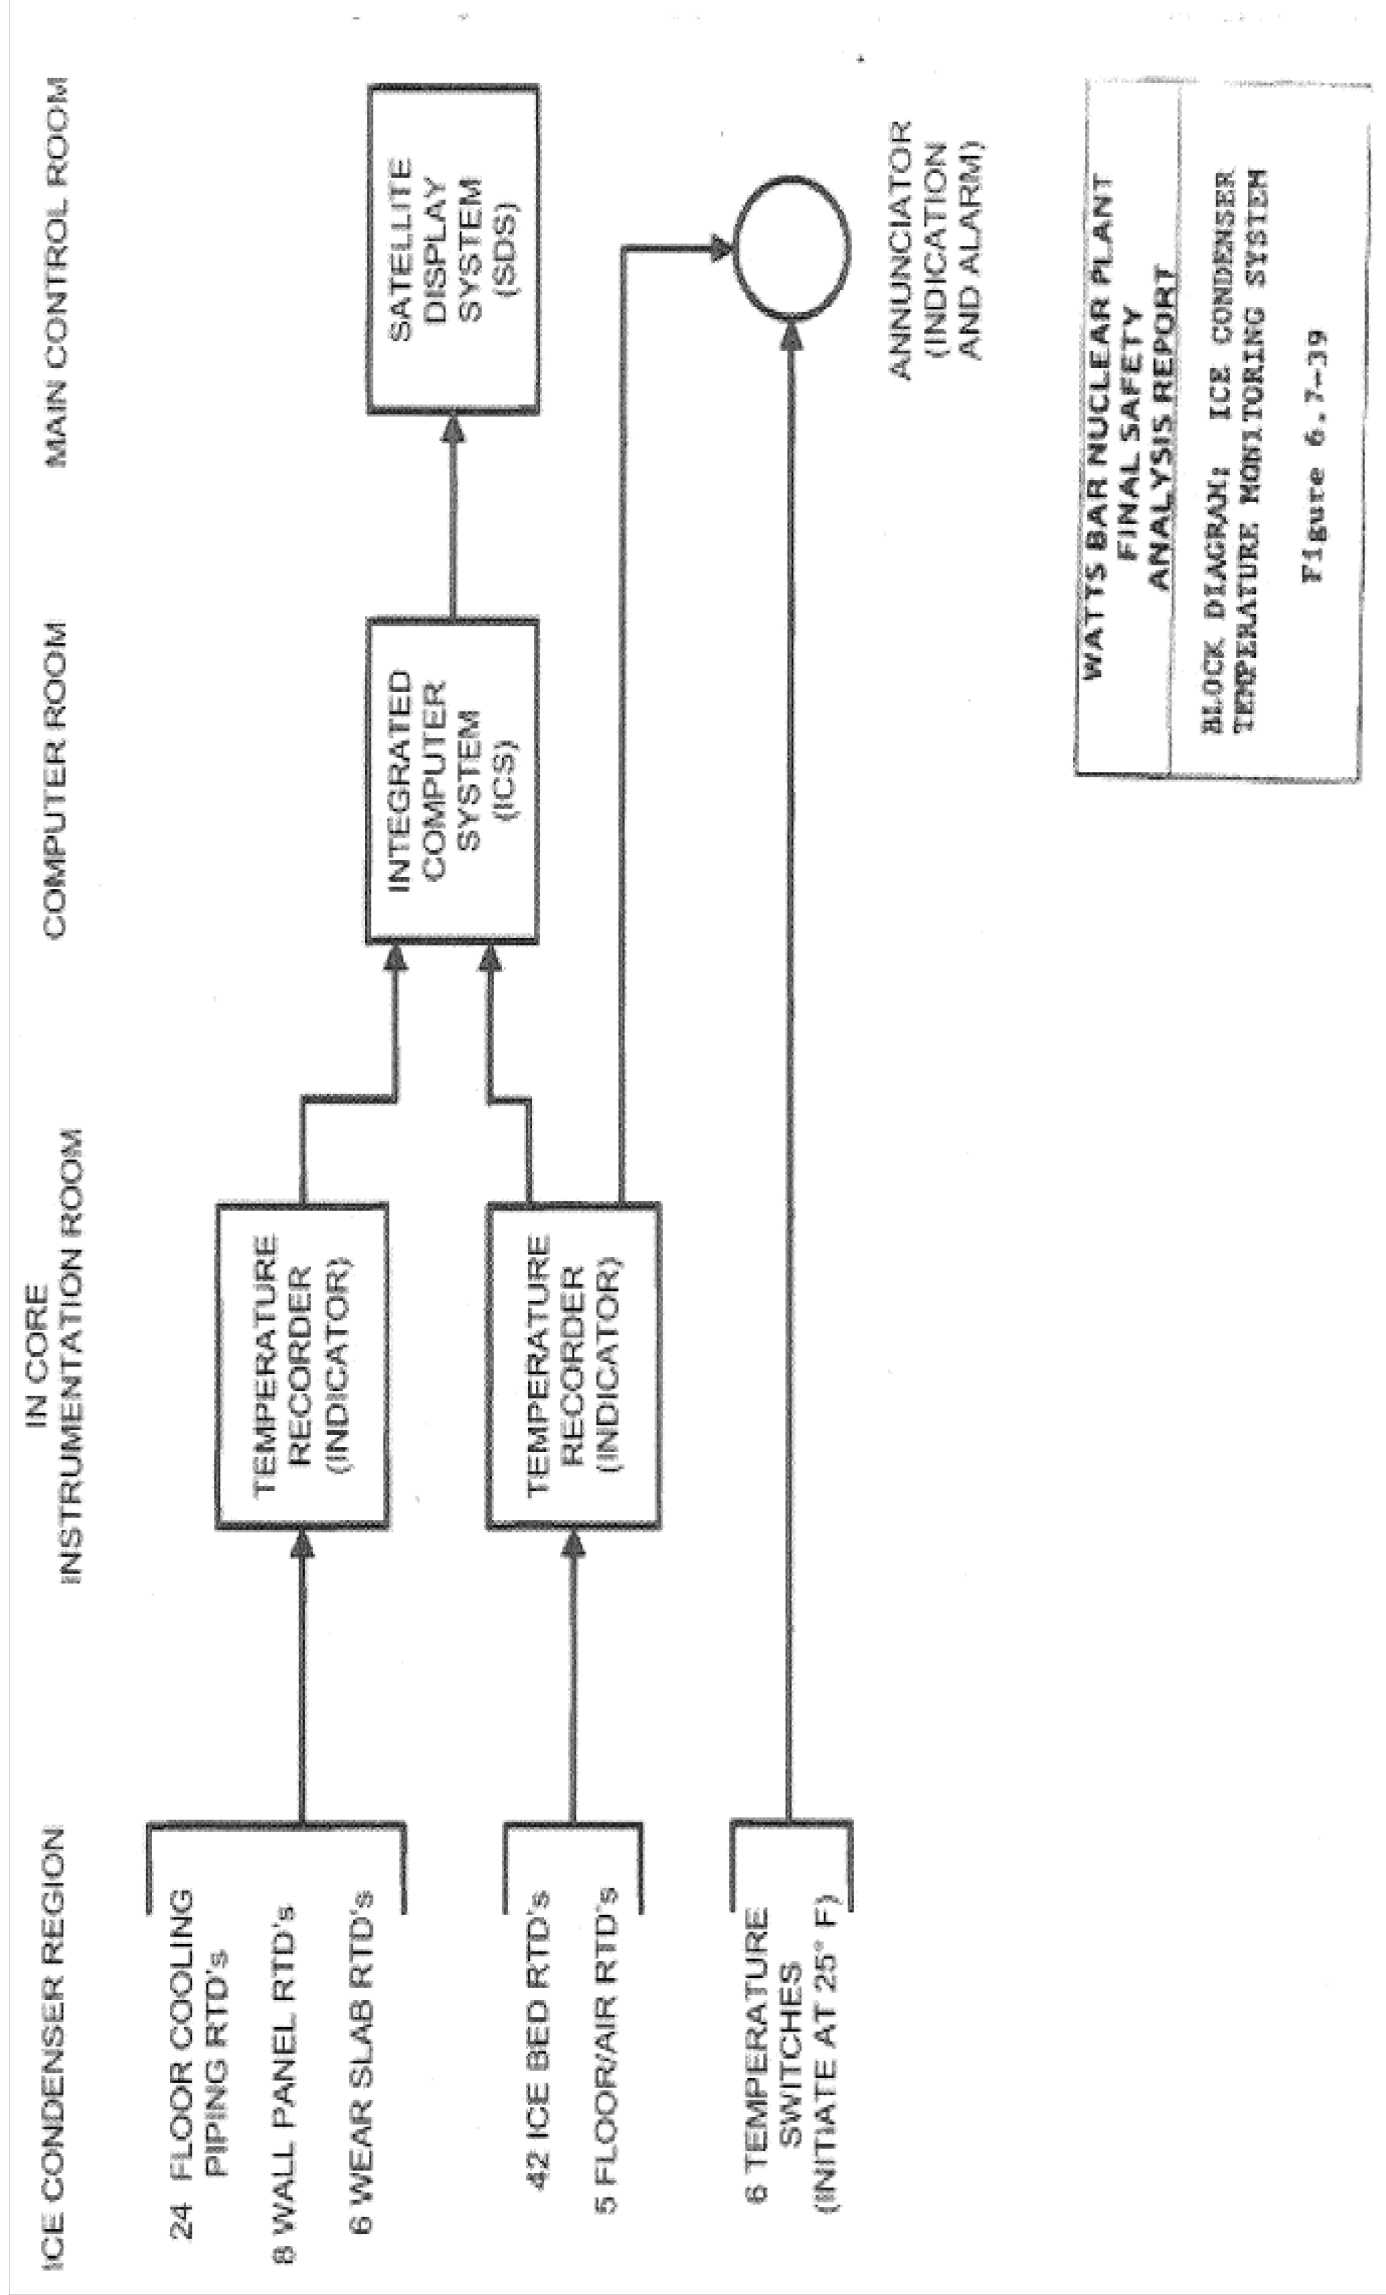 ICE CONDENSER REGION
IN CORE
INSTRUMENTATION ROOM
COMPUTER ROOM
MAIN CONTROL ROOM
24 FLOOR COOLING
PIPING RTD's
8 WALL PANEL RTD's
6 WEAR SLAB RTD's
TEMPERATURE
RECORDER
(INDICATOR)
INTEGRATED
COMPUTER
SYSTEM
(ICS)
SATELLITE
DISPLAY
SYSTEM
(SDS)
42 ICE BED RTD's
5 FLOOR/AIR RTD's
TEMPERATURE
RECORDER
(INDICATOR)
6 TEMPERATURE
SWITCHES
(INITIATE AT 25° F)
ANNUNCIATOR
(INDICATION
AND ALARM)
WATTS BAR NUCLEAR PLANT
FINAL SAFETY
ANALYSIS REPORT
BLOCK DIAGRAM: ICE CONDENSER
TEMPERATURE MONITORING SYSTEM
Figure 6.7-39